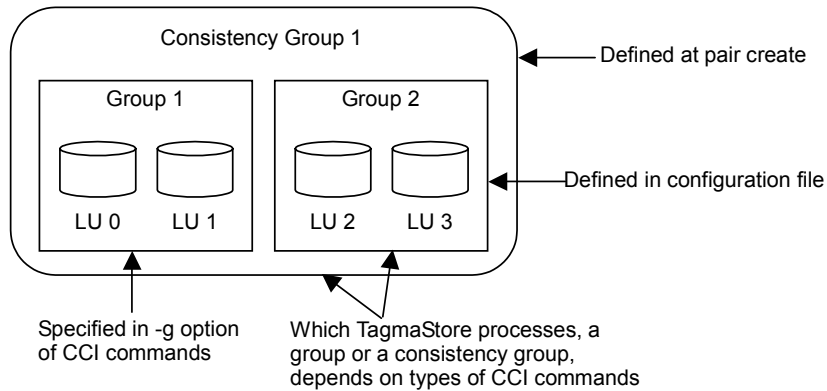 Consistency Group 1
Defined at pair create
Group 1
Group 2
Defined in configuration file
LU 0
LU 1
LU 2
LU 3
Specified in -g option
of CCI commands
Which TagmaStore processes, a
group or a consistency group,
depends on types of CCI commands